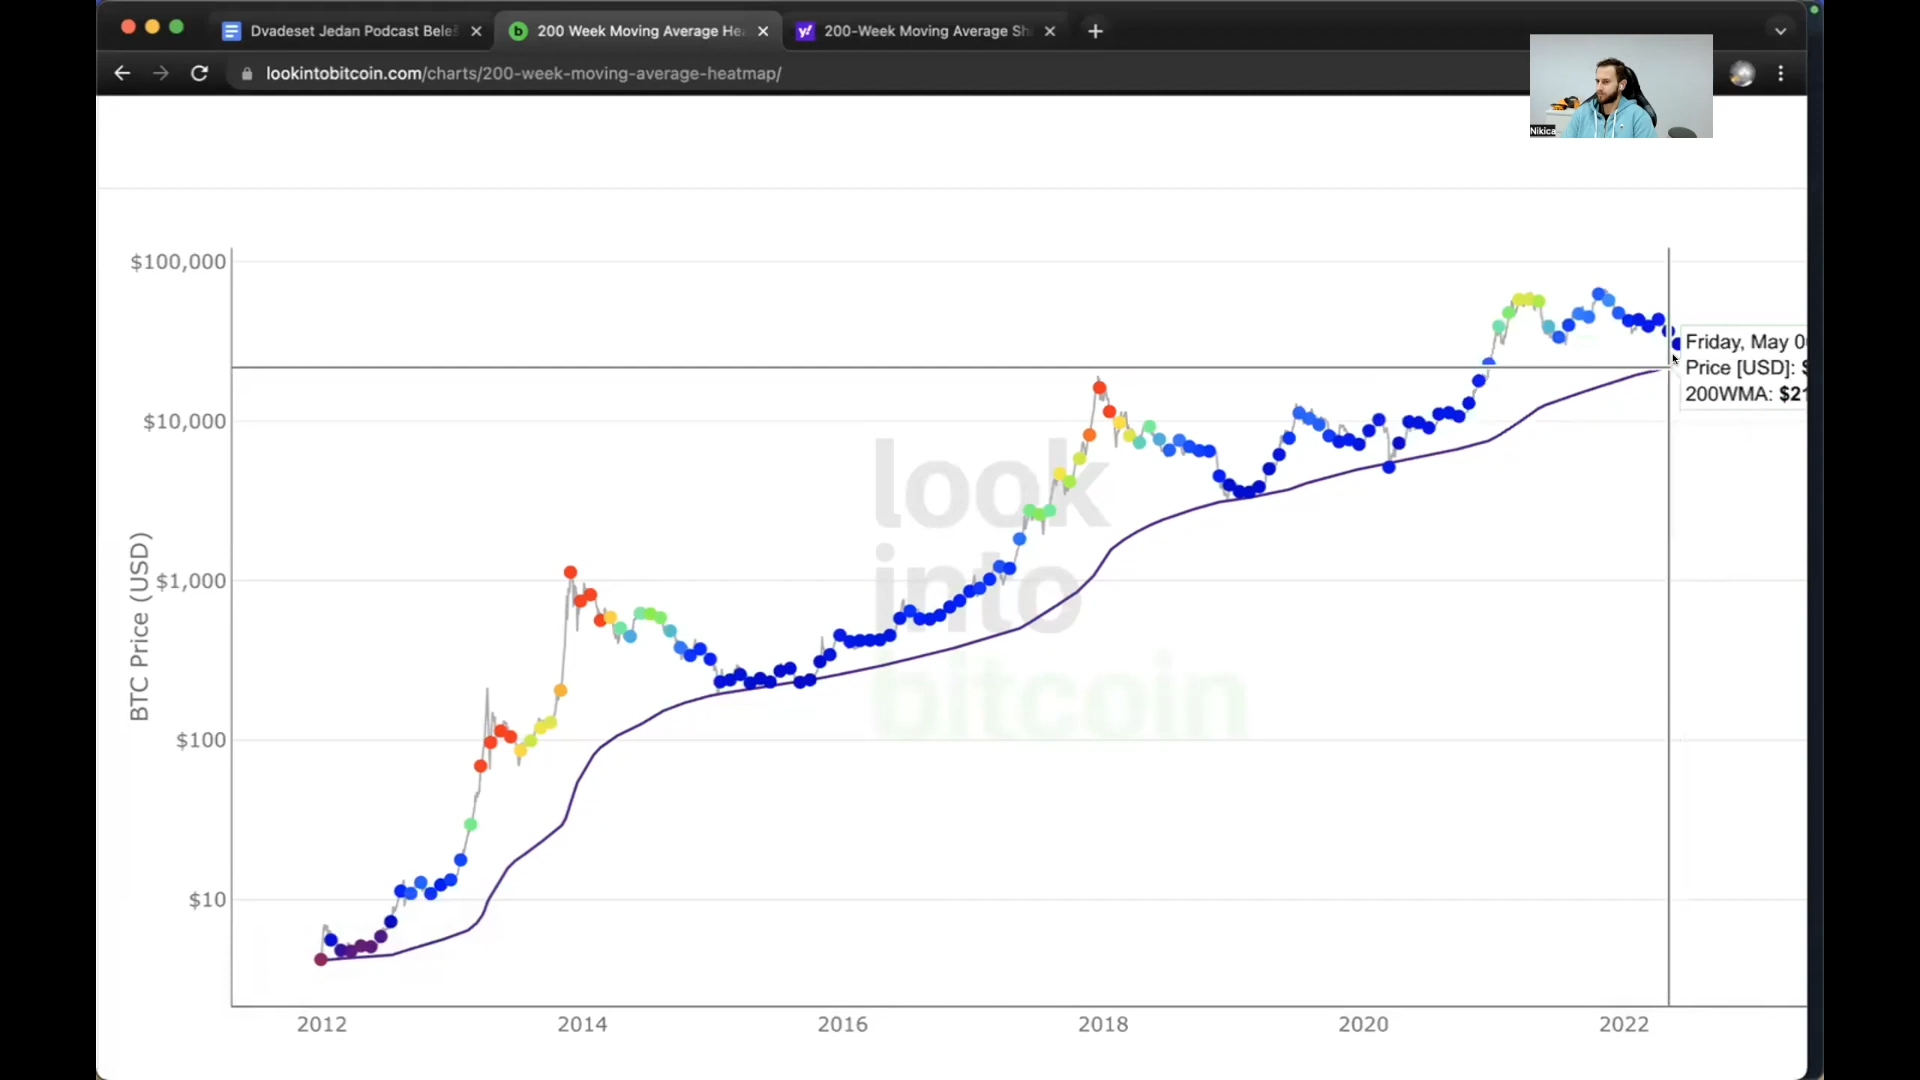 Dvadeset Jedan Podcast Beleš
200 Week Moving Average Hea
200-Week Moving Average Sh
lookintobitcoin.com/charts/200-week-moving-average-heatmap/
Nikica
$100,000
$10,000
$1,000
$100
$10
BTC Price (USD)
look
into
bitcoin
Friday, May 0
Price [USD]: $
200WMA: $21
2012
2014
2016
2018
2020
2022